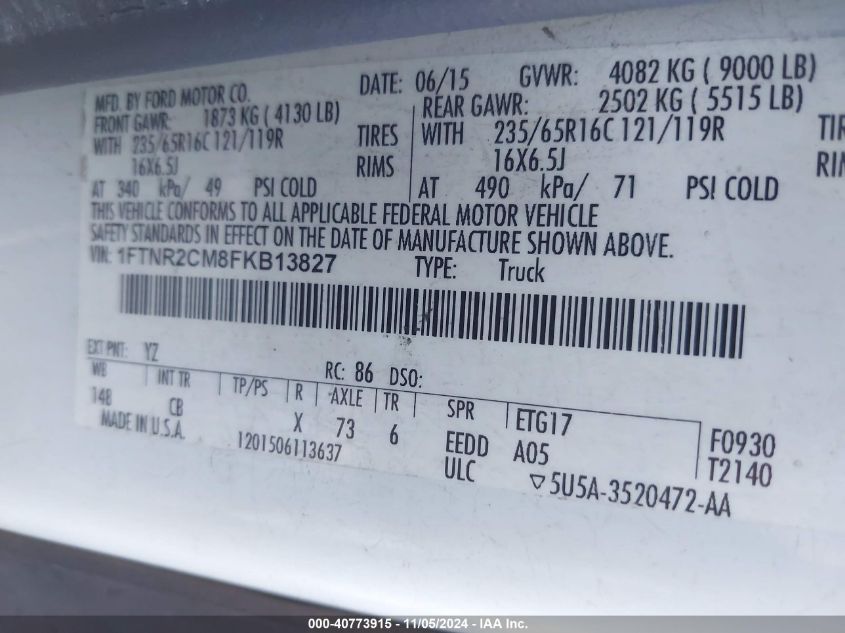 MFD. BY FORD MOTOR CO. DATE: 06/15 GVWR: 4082 KG ( 9000 LB)
FRONT GAWR: 1873 KG ( 4130 LB) REAR GAWR: 2502 KG ( 5515 LB)
WITH 235/65R16C 121/119R TIRES WITH 235/65R16C 121/119R
16X6.5J RIMS 16X6.5J
AT 340 kPa/ 49 PSI COLD AT 490 kPa/ 71 PSI COLD
THIS VEHICLE CONFORMS TO ALL APPLICABLE FEDERAL MOTOR VEHICLE
SAFETY STANDARDS IN EFFECT ON THE DATE OF MANUFACTURE SHOWN ABOVE.
VIN: 1FTNR2CM8FKB13827 TYPE: Truck
EXT PNT: YZ RC: 86 DSO:
WB INT TR TP/PS R AXLE TR SPR ETG17
148 CB X 73 6 EEDD A05 F0930
MADE IN U.S.A. 1201506113637 ULC T2140
▽5U5A-3520472-AA
000-40773915 - 11/05/2024 - IAA Inc.